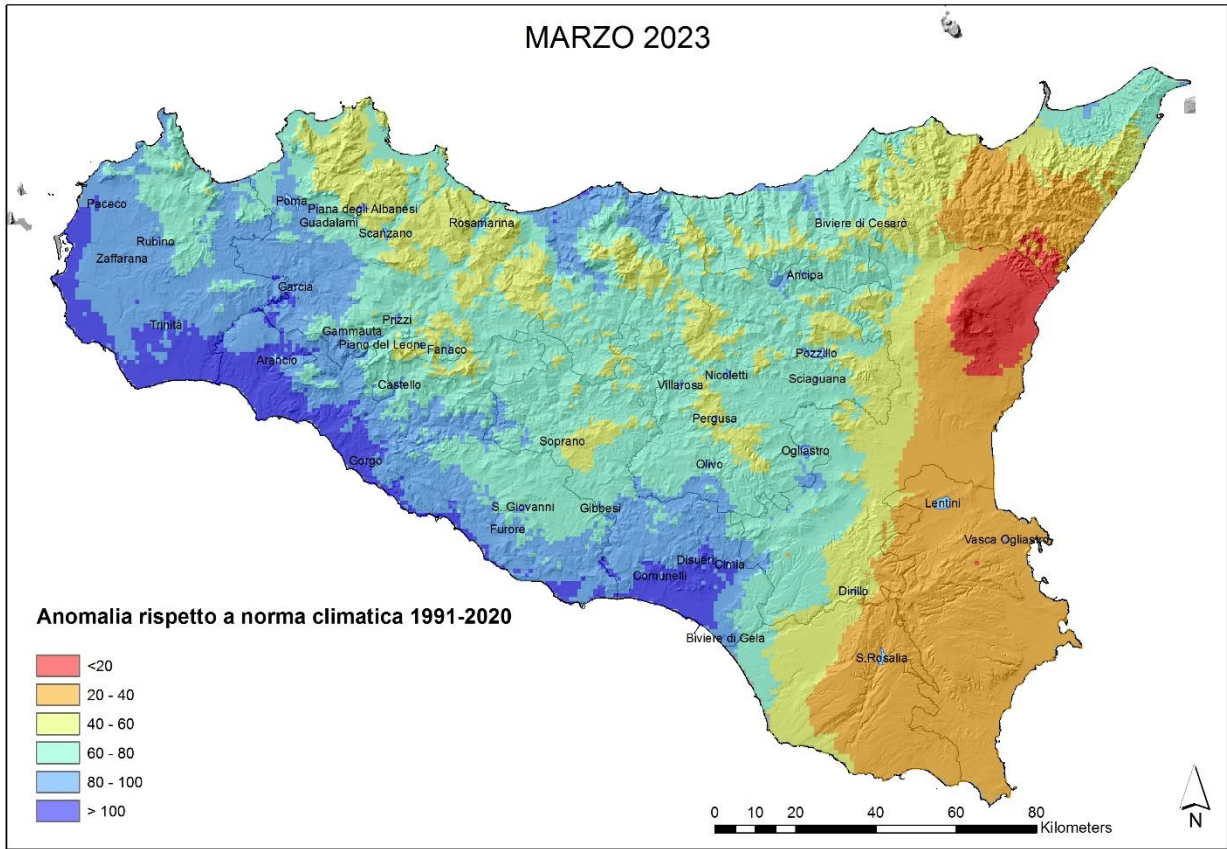 MARZO 2023
Paceco
Poma
Piana degli Albanesi
Guadalami
Scanzano
Rosamarina
Biviere di Cesarò
Rubino
Zaffarana
Ancipa
Garcia
Trinità
Prizzi
Gammauta
Piano del Leone
Fanaco
Arancio
Castello
Pozzillo
Nicoletti
Sciaguana
Villarosa
Pergusa
Soprano
Ogliastro
Gorgo
Olivo
S. Giovanni
Gibbesi
Furore
Lentini
Vasca Ogliastro
Disueri
Cimia
Comunelli
Dirillo
Biviere di Gela
S.Rosalia
Anomalia rispetto a norma climatica 1991-2020
<20
20 - 40
40 - 60
60 - 80
80 - 100
> 100
0 10 20 40 60 80
Kilometers
N